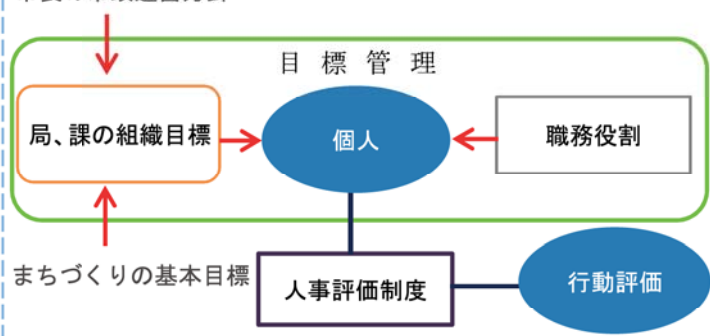 目標管理
局、課の組織目標
個人
職務役割
まちづくりの基本目標
人事評価制度
行動評価